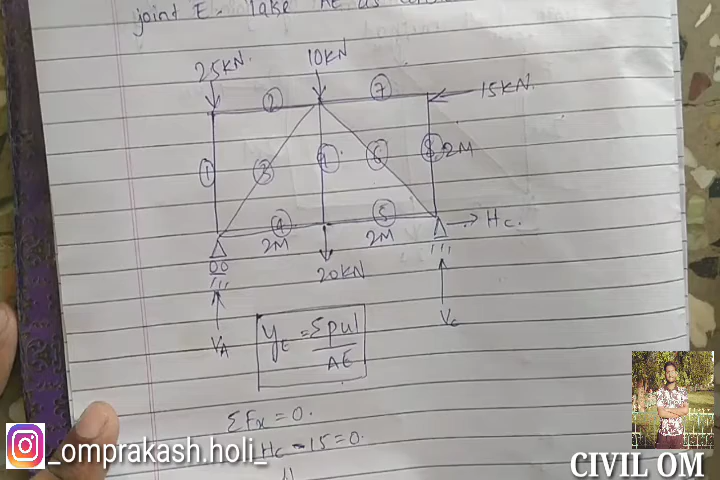 joint E. Take AE as
25KN.
10KN
② ⑦
15KN.
① ③ ⑥ ⑧ 2M
④ ⑤
→ Hc.
2M 2M
20KN
VA
Vc
yE = Σpul
AE
ΣFx = 0.
Hc - 15 = 0.
_omprakash.holi_
CIVIL OM